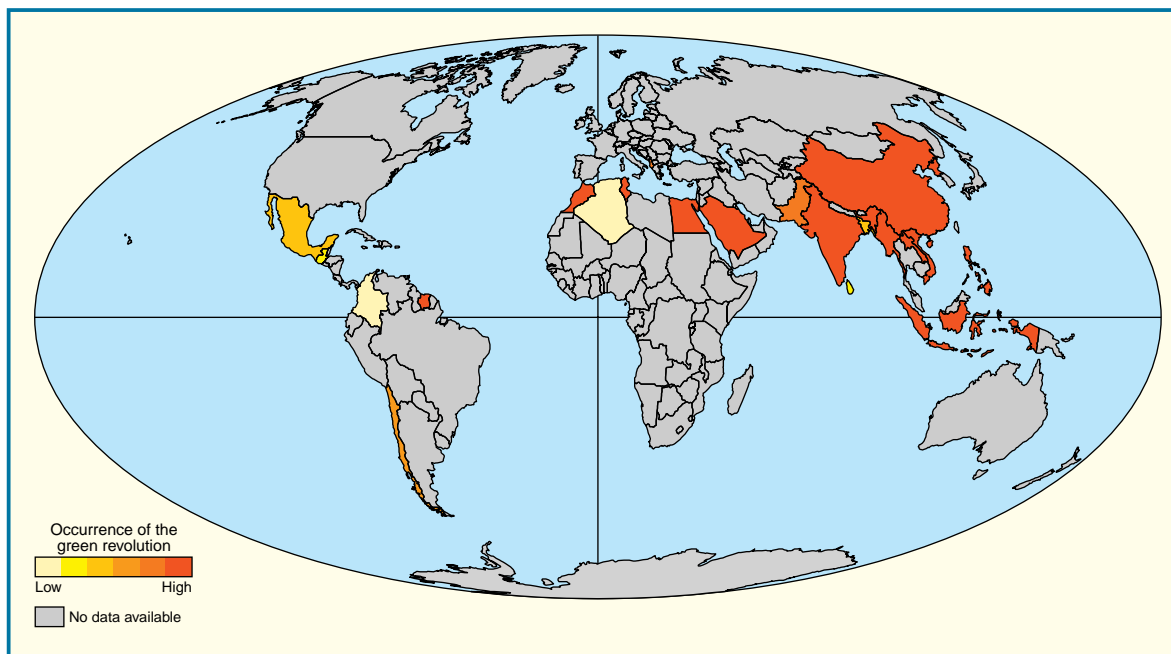 Occurrence of the
green revolution
Low High
No data available